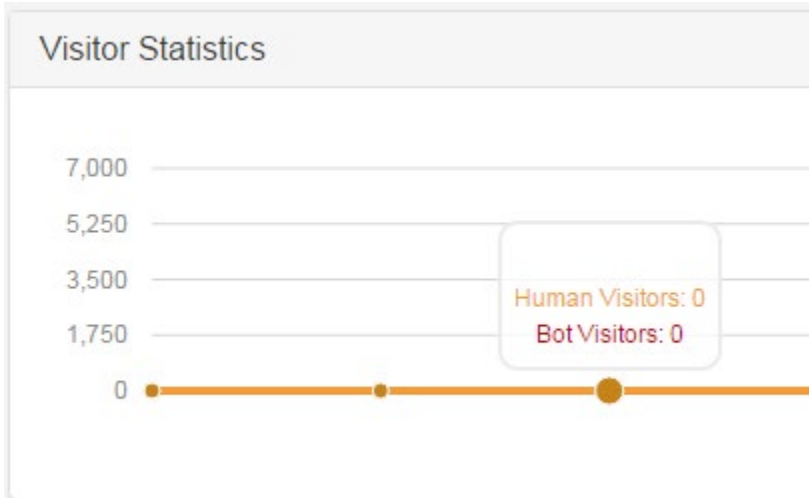 Visitor Statistics
7,000
5,250
3,500
Human Visitors: 0
1,750
Bot Visitors: 0
0